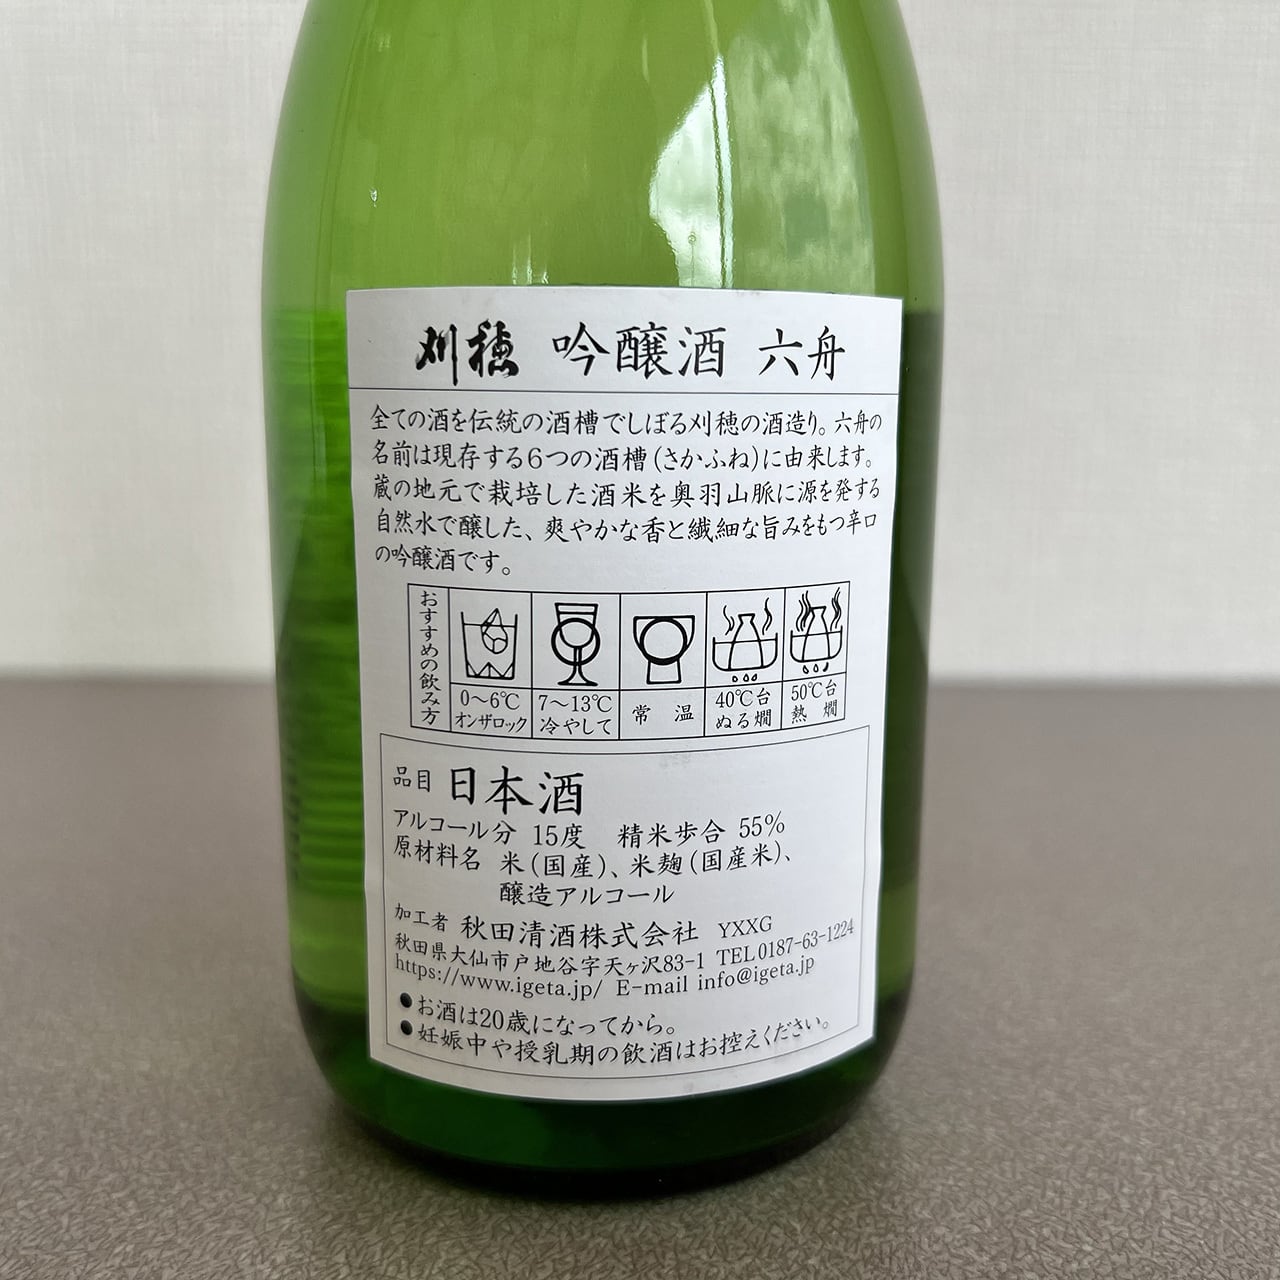 刈穂 吟醸酒 六舟
全ての酒を伝統の酒槽でしぼる刈穂の酒造り。六舟の
名前は現存する6つの酒槽(さかふね)に由来します。
蔵の地元で栽培した酒米を奥羽山脈に源を発する
自然水で醸した、爽やかな香と繊細な旨みをもつ辛口
の吟醸酒です。
おすすめの飲み方
0〜6℃
オンザロック
7〜13℃
冷やして
常温
40℃台
ぬる燗
50℃台
熱燗
品目 日本酒
アルコール分 15度 精米歩合 55%
原材料名 米(国産)、米麹(国産米)、
醸造アルコール
加工者 秋田清酒株式会社 YXXG
秋田県大仙市戸地谷字天ヶ沢83-1 TEL0187-63-1224
https://www.igeta.jp/ E-mail info@igeta.jp
●お酒は20歳になってから。
●妊娠中や授乳期の飲酒はお控えください。